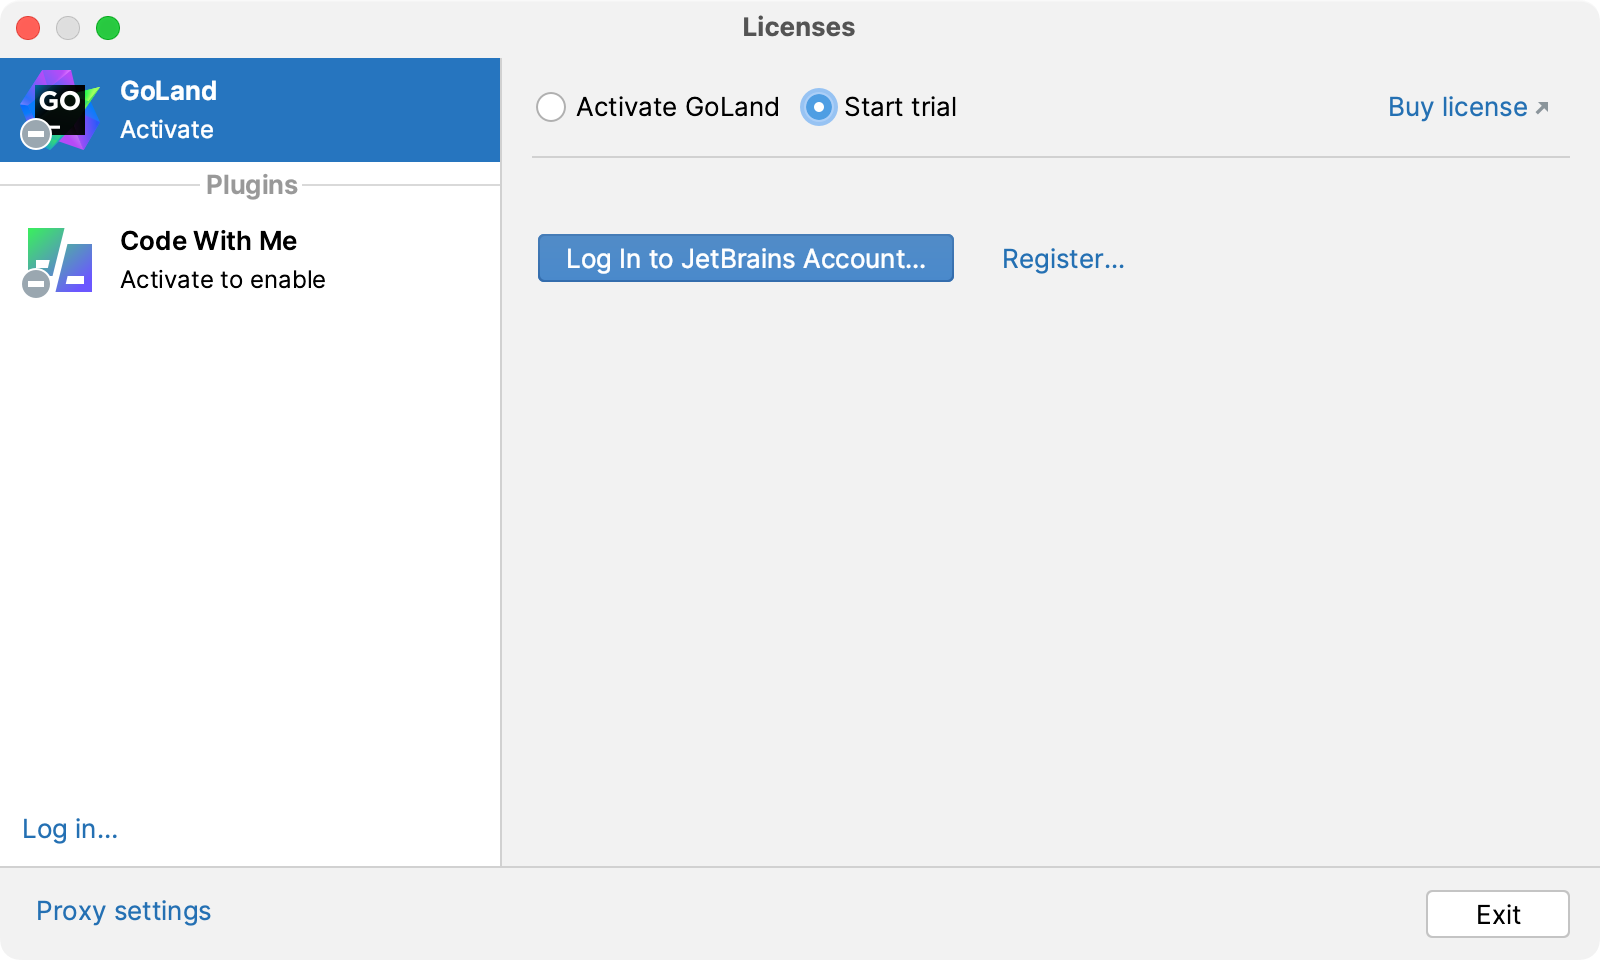 Licenses
GO
GoLand
Activate
Plugins
Code With Me
Activate to enable
Log in...
Activate GoLand
Start trial
Buy license
Log In to JetBrains Account...
Register...
Proxy settings
Exit